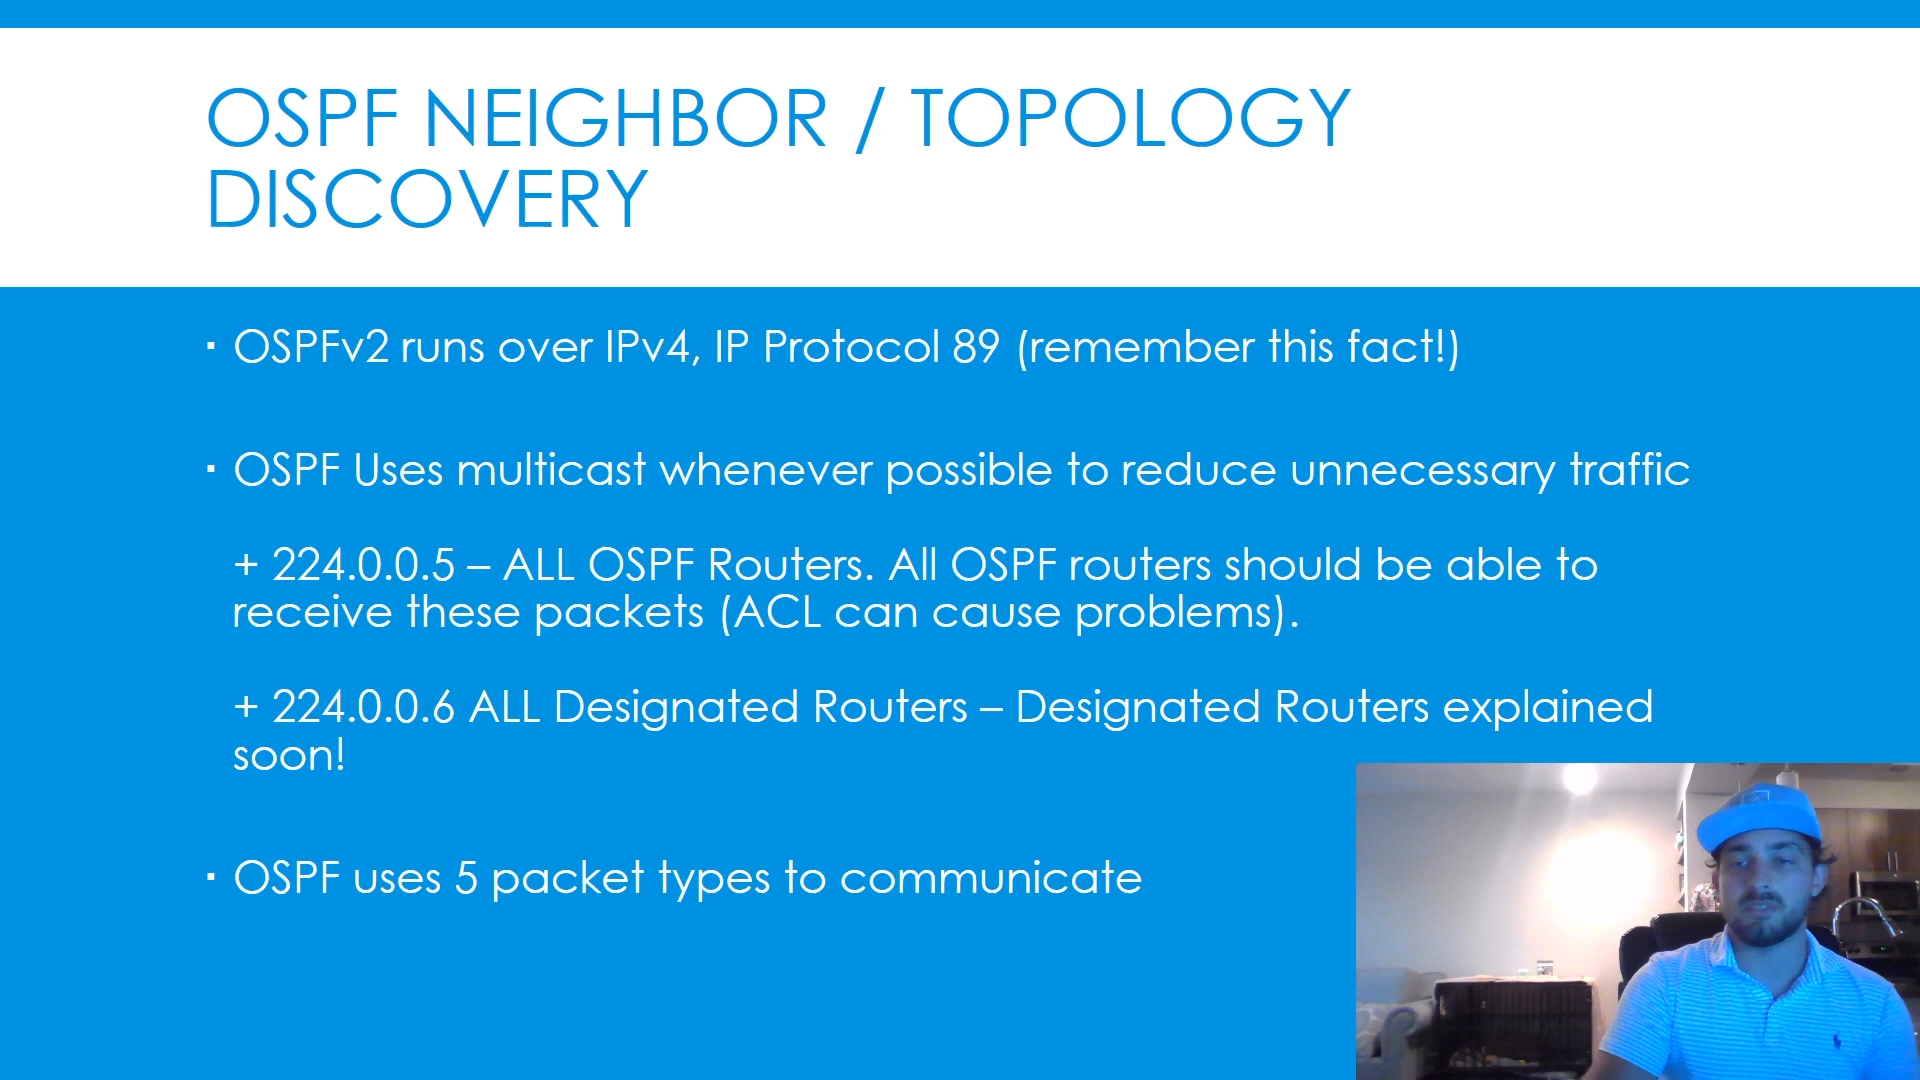 OSPF NEIGHBOR / TOPOLOGY
DISCOVERY
▪ OSPFv2 runs over IPv4, IP Protocol 89 (remember this fact!)
▪ OSPF Uses multicast whenever possible to reduce unnecessary traffic
+ 224.0.0.5 – ALL OSPF Routers. All OSPF routers should be able to
receive these packets (ACL can cause problems).
+ 224.0.0.6 ALL Designated Routers – Designated Routers explained
soon!
▪ OSPF uses 5 packet types to communicate